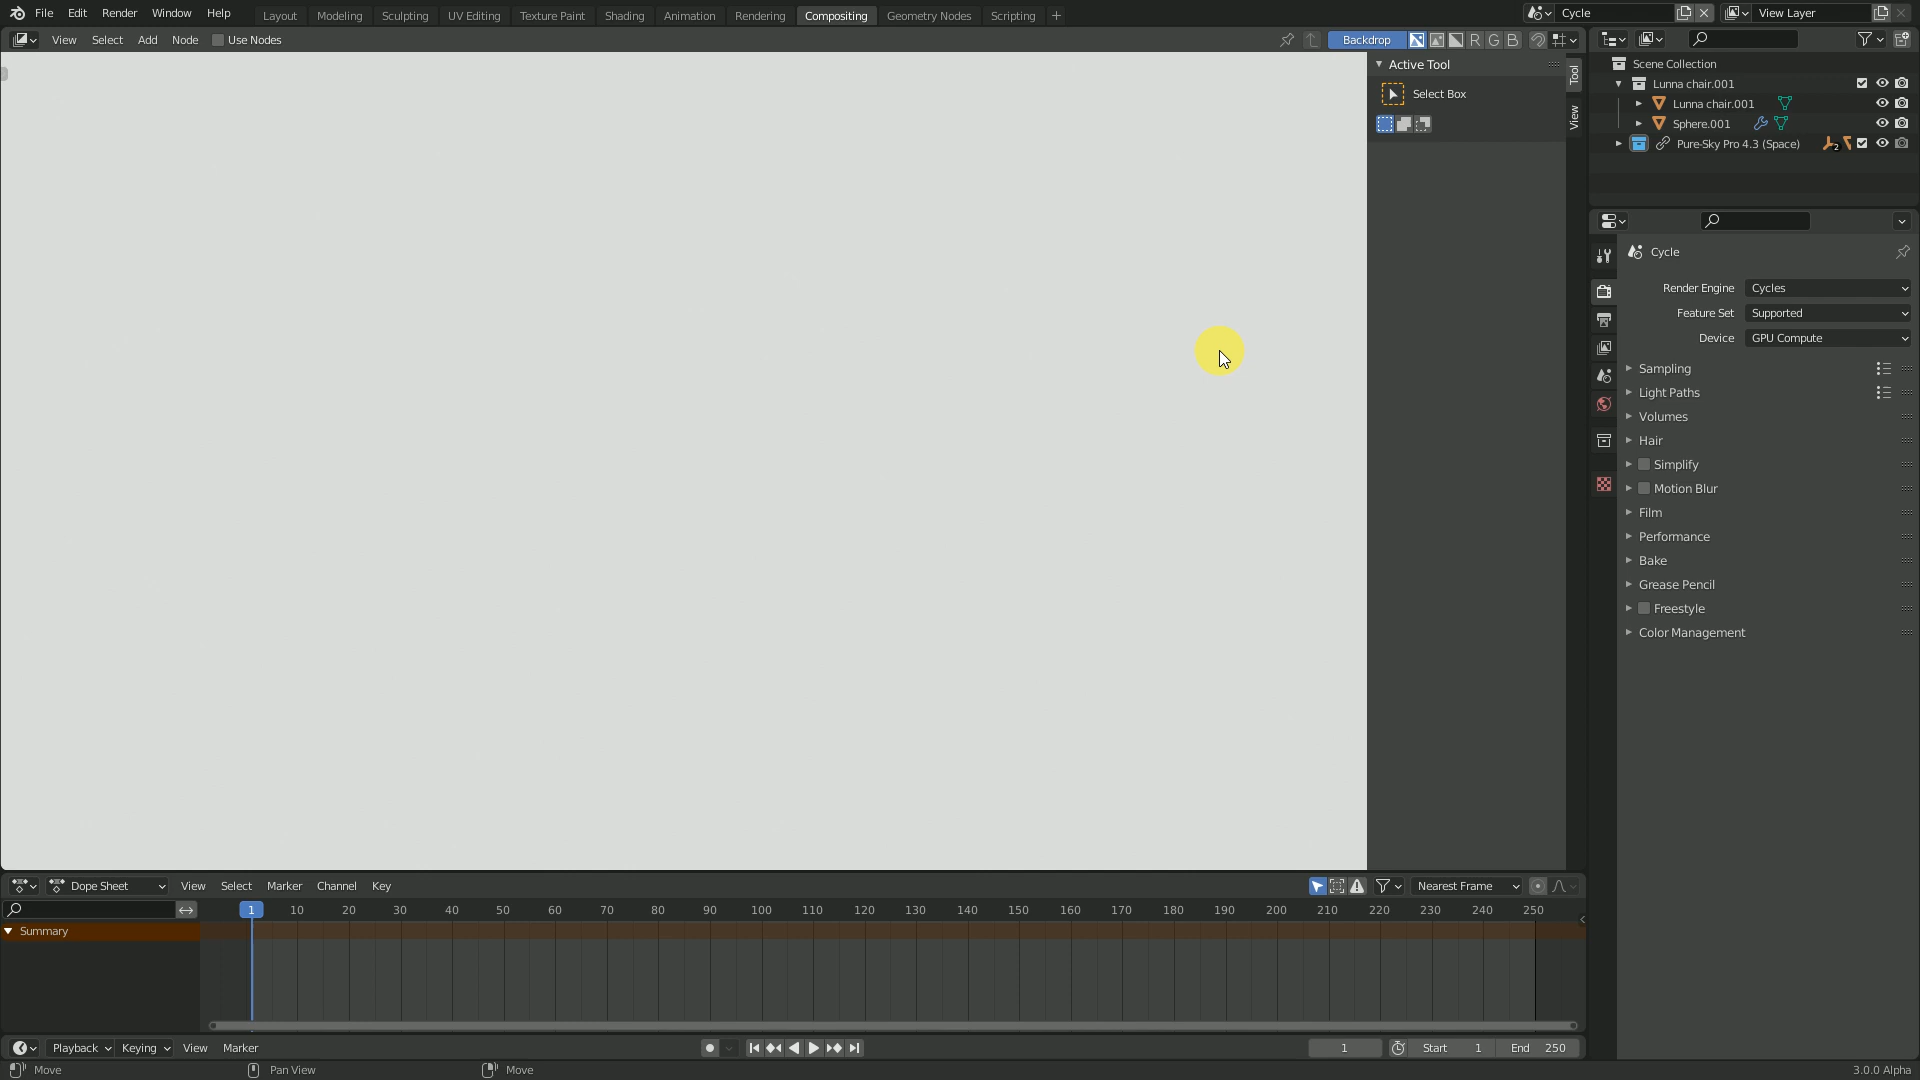 File Edit Render Window Help Layout Modeling Sculpting UV Editing Texture Paint Shading Animation Rendering Compositing Geometry Nodes Scripting + Cycle View Layer
View Select Add Node Use Nodes Backdrop R G B
Active Tool
Select Box
Tool
View
Scene Collection
Lunna chair.001
Lunna chair.001
Sphere.001
Pure-Sky Pro 4.3 (Space) 2
Cycle
Render Engine Cycles
Feature Set Supported
Device GPU Compute
Sampling
Light Paths
Volumes
Hair
Simplify
Motion Blur
Film
Performance
Bake
Grease Pencil
Freestyle
Color Management
Dope Sheet View Select Marker Channel Key Nearest Frame
1 10 20 30 40 50 60 70 80 90 100 110 120 130 140 150 160 170 180 190 200 210 220 230 240 250
Summary
Playback Keying View Marker 1 Start 1 End 250
Move Pan View Move 3.0.0 Alpha